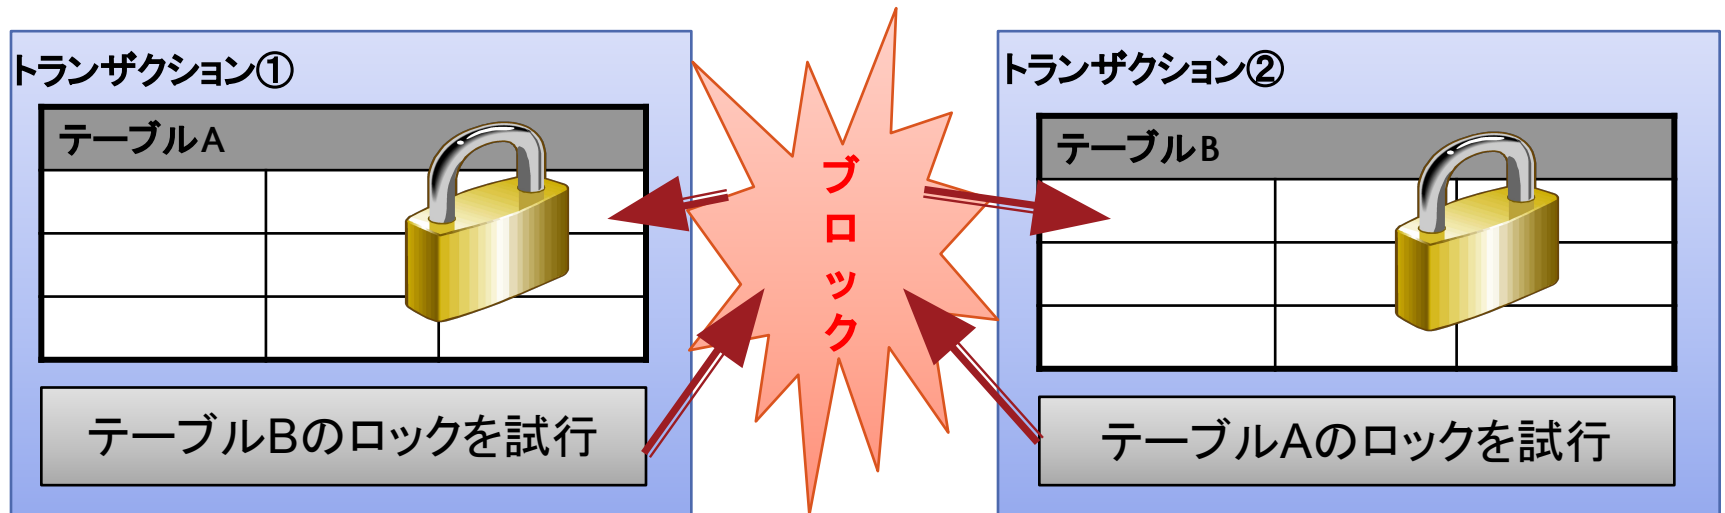 トランザクション①
テーブルA
テーブルBのロックを試行
ブロック
トランザクション②
テーブルB
テーブルAのロックを試行